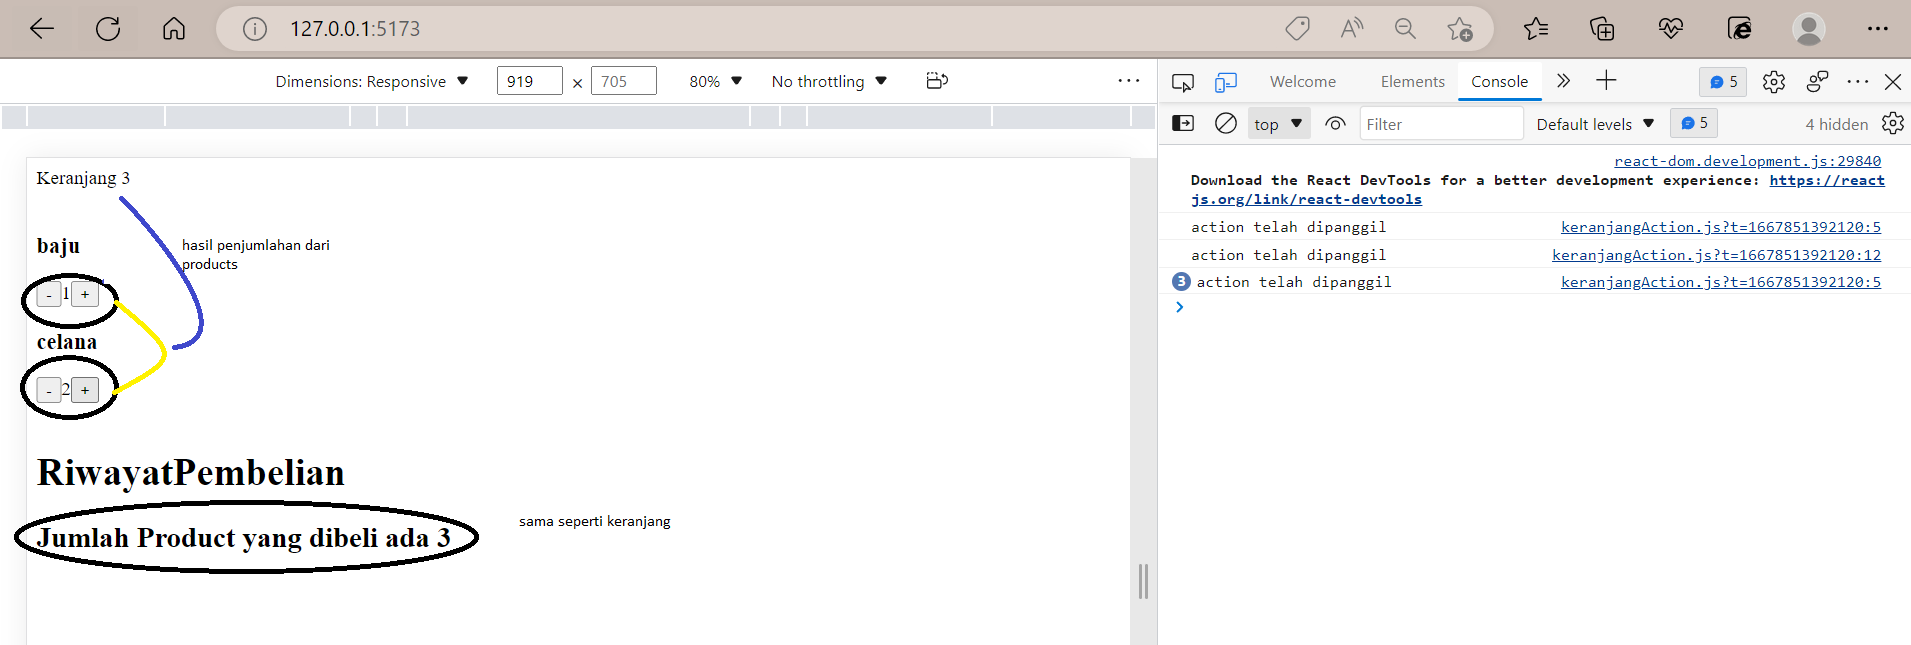 127.0.0.1:5173
Dimensions: Responsive 919 × 705 80% No throttling
Welcome Elements Console 5
top Filter Default levels 5 4 hidden
react-dom.development.js:29840
Download the React DevTools for a better development experience: https://react
js.org/link/react-devtools
action telah dipanggil keranjangAction.js?t=1667851392120:5
action telah dipanggil keranjangAction.js?t=1667851392120:12
3 action telah dipanggil keranjangAction.js?t=1667851392120:5
Keranjang 3
baju
hasil penjumlahan dari
products
- 1 +
celana
- 2 +
RiwayatPembelian
Jumlah Product yang dibeli ada 3
sama seperti keranjang